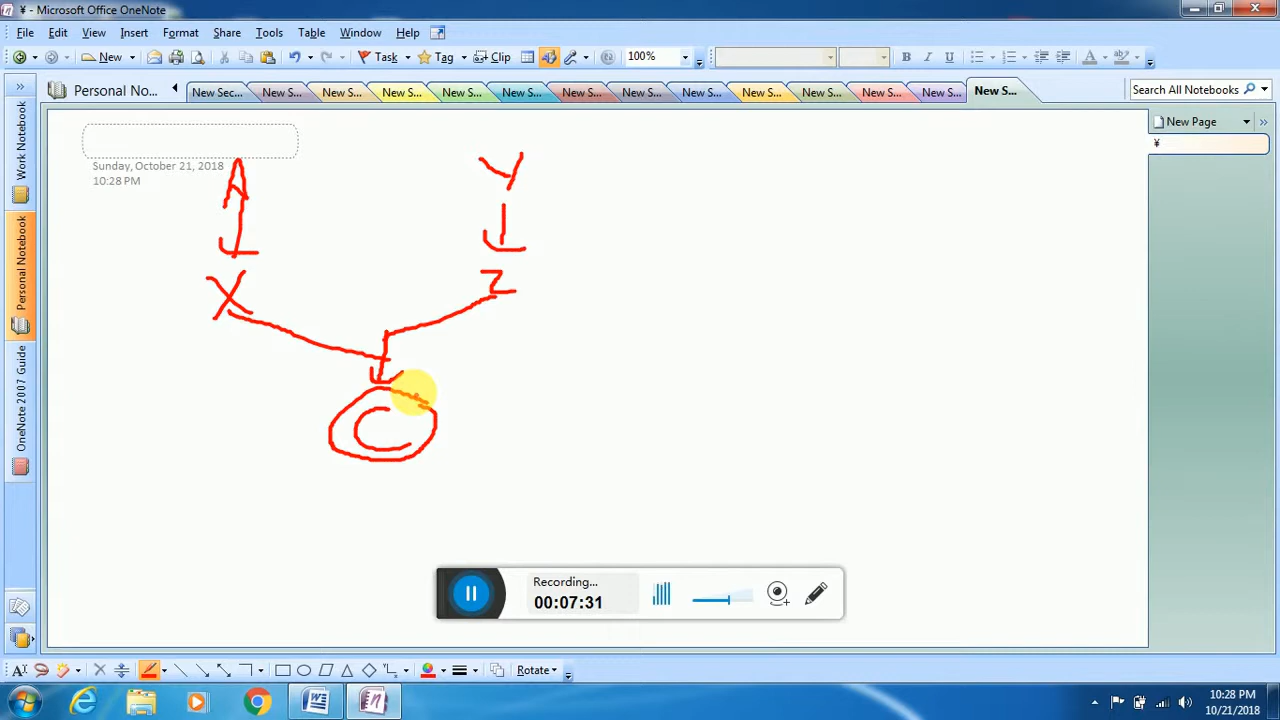 ¥ - Microsoft Office OneNote
File Edit View Insert Format Share Tools Table Window Help
New Task Tag Clip 100% B I U A ab
Personal No... New Sec... New S... New S... New S... New S... New S... New S... New S... New S... New S... New S... New S... New S... New S... Search All Notebooks
New Page
¥
Work Notebook
Personal Notebook
OneNote 2007 Guide
Sunday, October 21, 2018
10:28 PM
A Y
X Z
C
Recording...
00:07:31
A Rotate
W
10:28 PM
10/21/2018